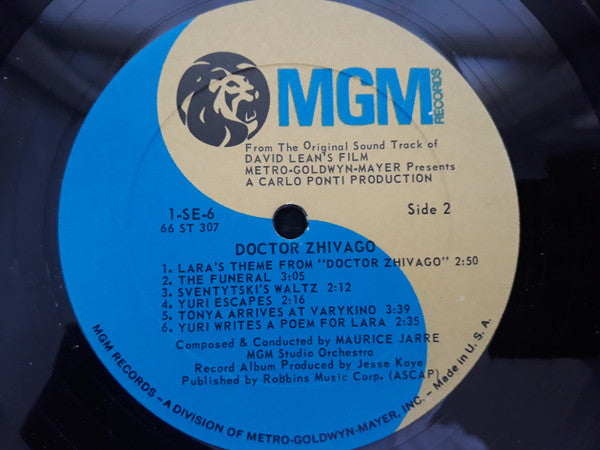 MGM
RECORDS
From The Original Sound Track of
DAVID LEAN'S FILM
METRO-GOLDWYN-MAYER Presents
A CARLO PONTI PRODUCTION
1-SE-6
66 ST 307
Side 2
DOCTOR ZHIVAGO
1. LARA'S THEME FROM "DOCTOR ZHIVAGO" 2:50
2. THE FUNERAL 3:05
3. SVENTYTSKI'S WALTZ 2:12
4. YURI ESCAPES 2:16
5. TONYA ARRIVES AT VARYKINO 3:39
6. YURI WRITES A POEM FOR LARA 2:35
Composed & Conducted by MAURICE JARRE
MGM Studio Orchestra
Record Album Produced by Jesse Kaye
Published by Robbins Music Corp. (ASCAP)
MGM RECORDS – A DIVISION OF METRO-GOLDWYN-MAYER, INC. – Made in U. S. A.